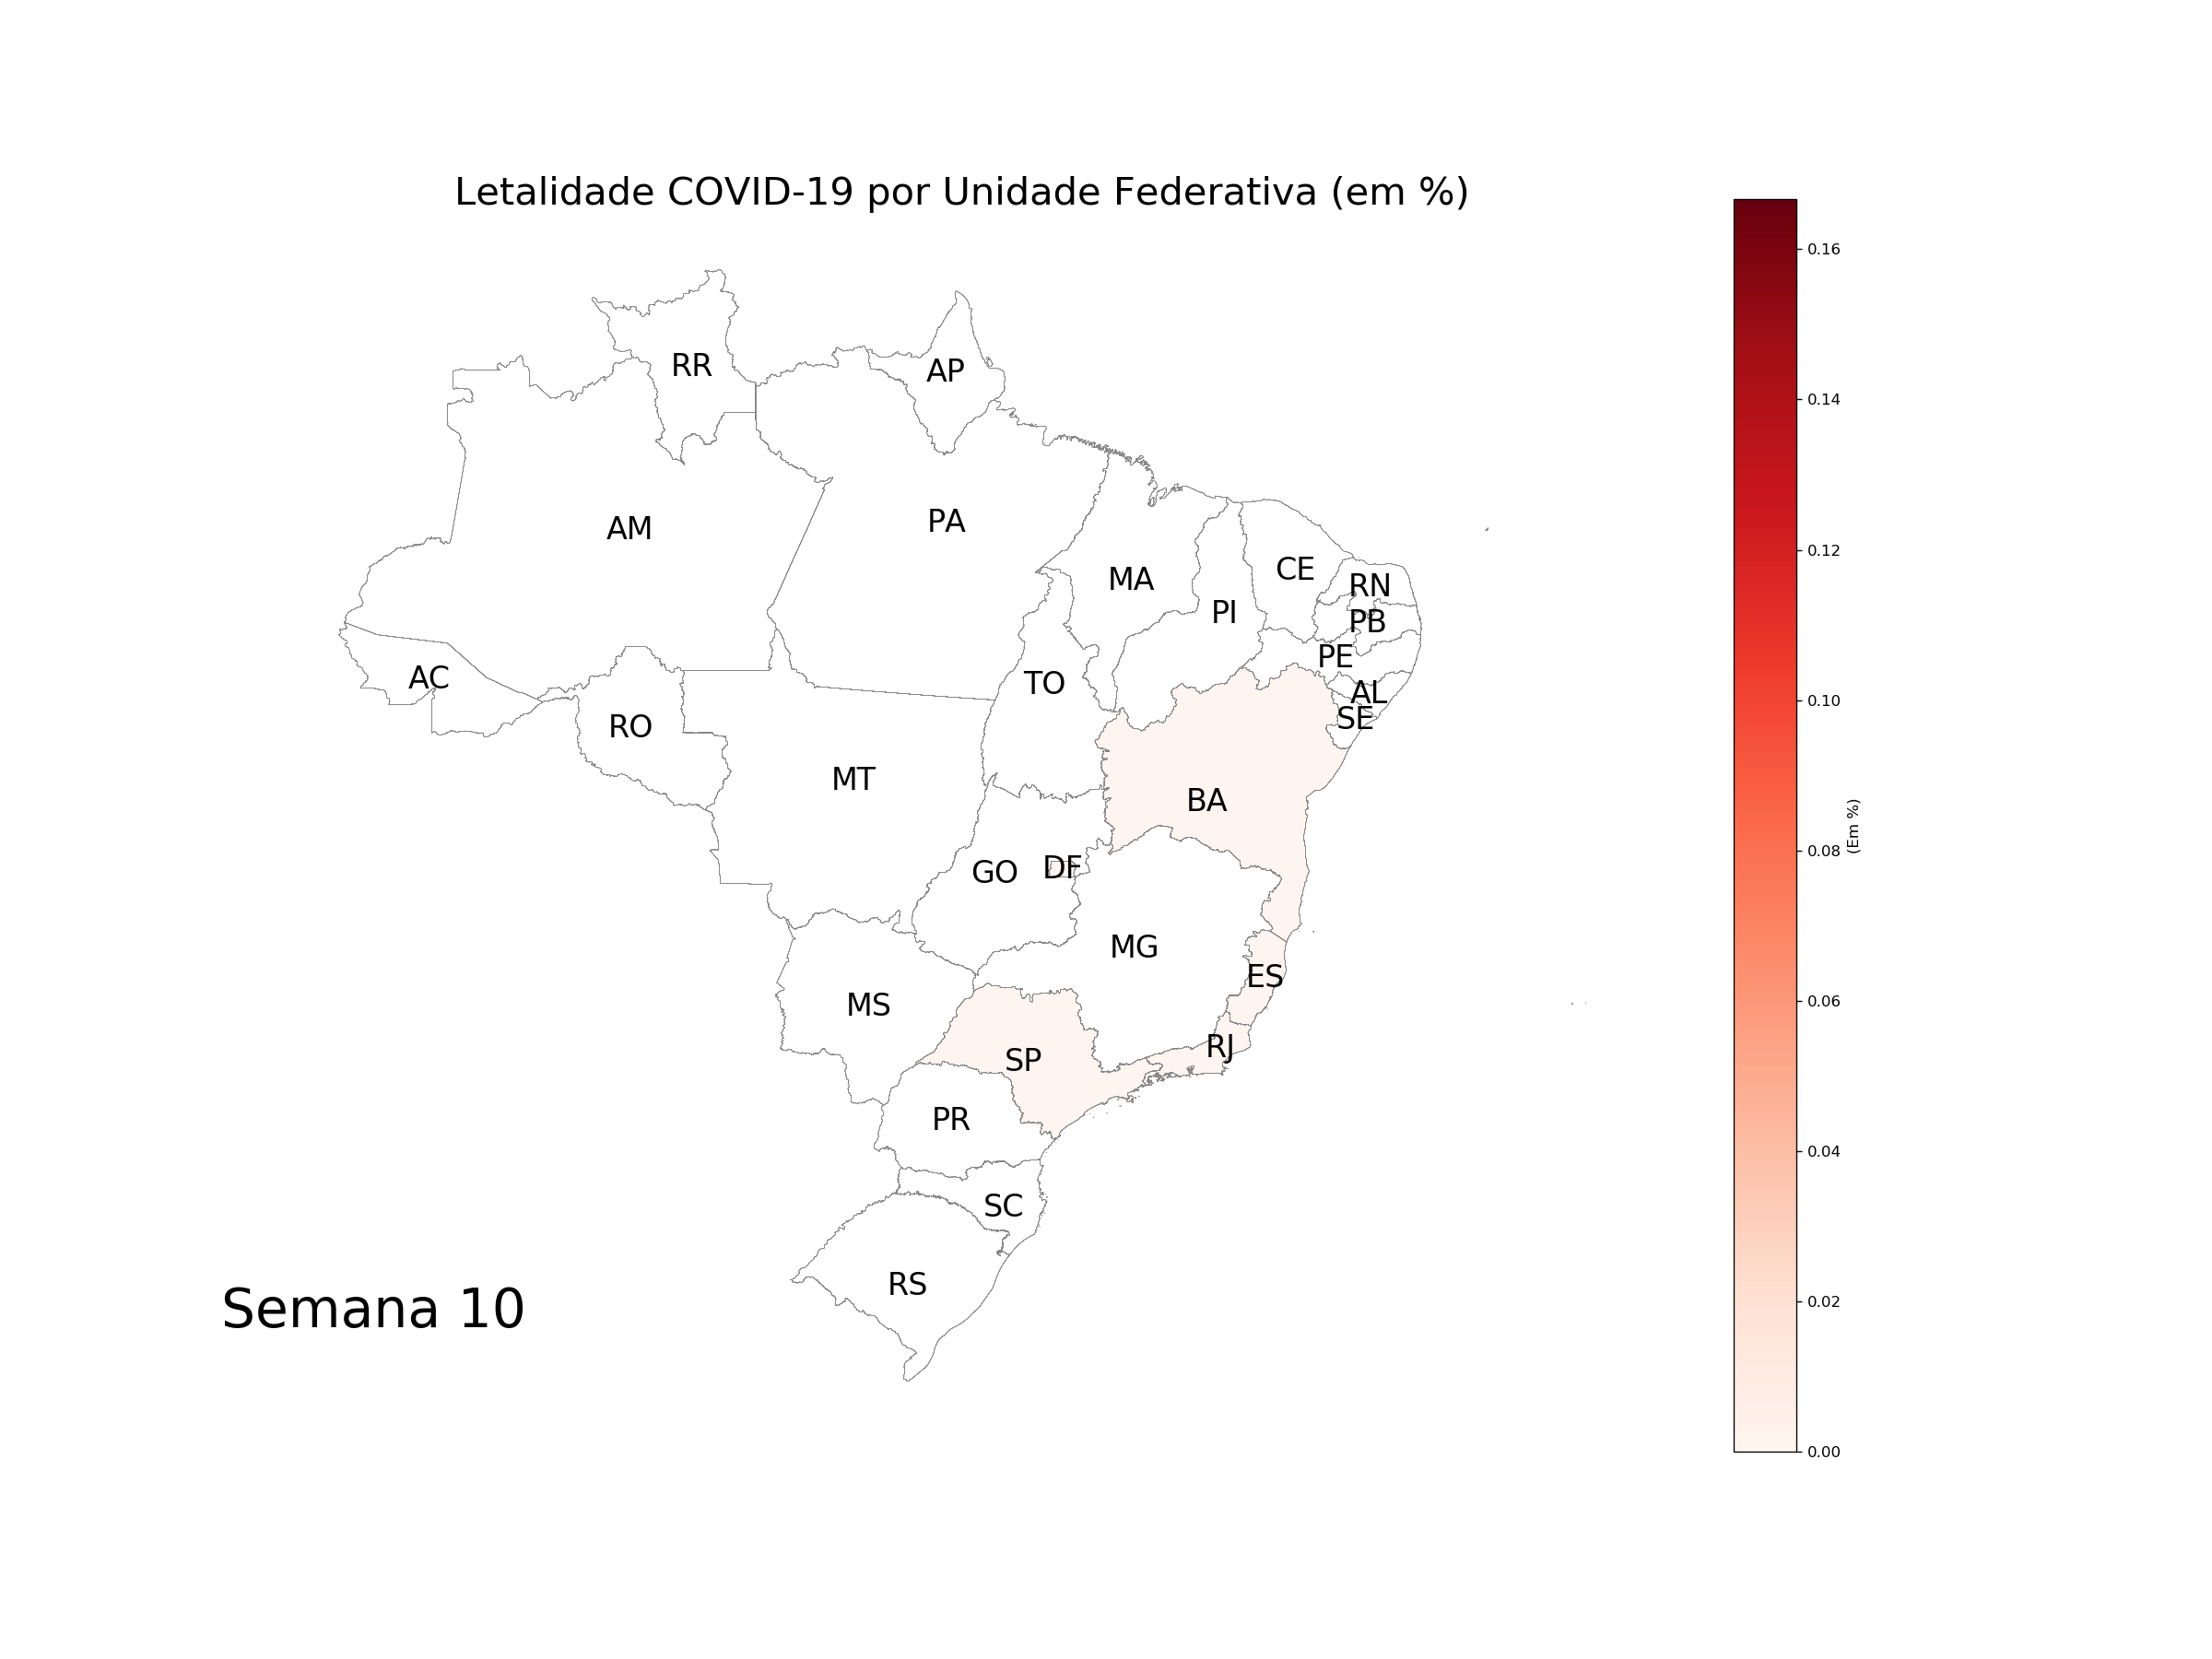 Letalidade COVID-19 por Unidade Federativa (em %)
RR
AP
AM
PA
MA
CE
RN
PI
PB
PE
AC
TO
AL
SE
RO
MT
BA
GO
DF
MG
ES
MS
RJ
SP
PR
SC
RS
Semana 10
0.16
0.14
0.12
0.10
0.08
0.06
0.04
0.02
0.00
(Em %)